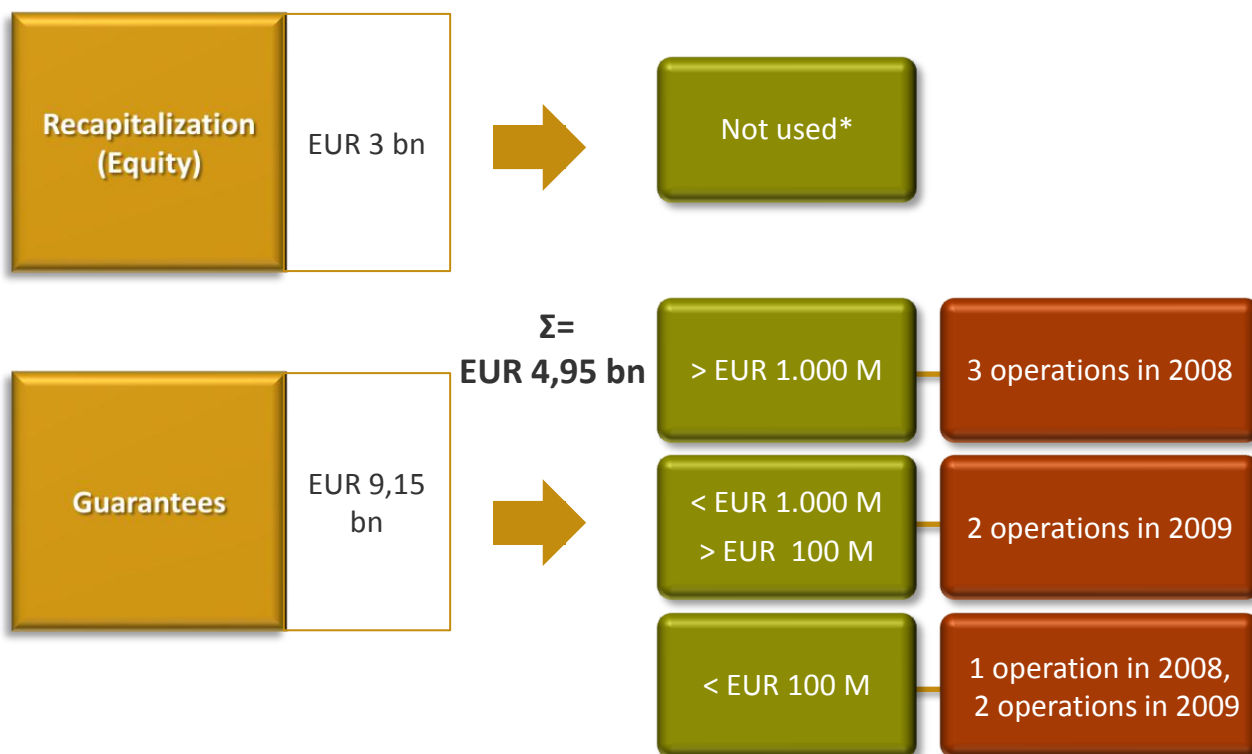 Recapitalization
(Equity)
EUR 3 bn
Not used*
Σ=
EUR 4,95 bn
Guarantees
EUR 9,15
bn
> EUR 1.000 M
3 operations in 2008
< EUR 1.000 M
> EUR  100 M
2 operations in 2009
< EUR 100 M
1 operation in 2008,
2 operations in 2009